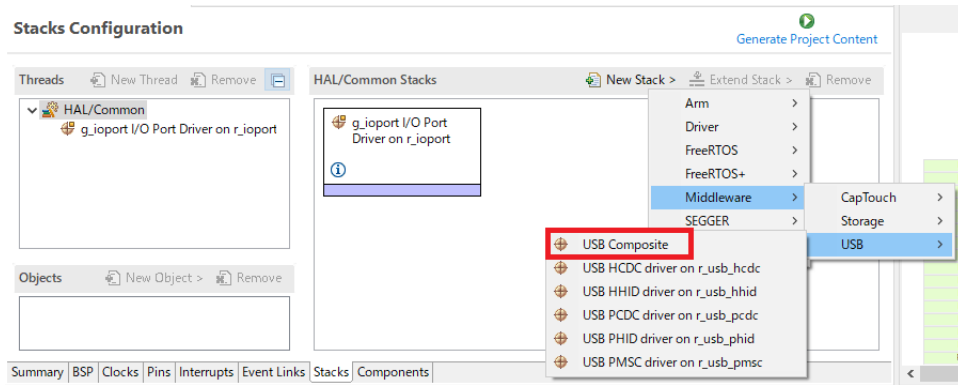 Stacks Configuration
Generate Project Content
Threads New Thread Remove
HAL/Common Stacks New Stack > Extend Stack > Remove
HAL/Common
g_ioport I/O Port Driver on r_ioport
g_ioport I/O Port
Driver on r_ioport
Arm >
Driver >
FreeRTOS >
FreeRTOS+ >
Middleware >
SEGGER >
CapTouch >
Storage >
USB >
USB Composite
USB HCDC driver on r_usb_hcdc
USB HHID driver on r_usb_hhid
USB PCDC driver on r_usb_pcdc
USB PHID driver on r_usb_phid
USB PMSC driver on r_usb_pmsc
Objects New Object > Remove
Summary BSP Clocks Pins Interrupts Event Links Stacks Components